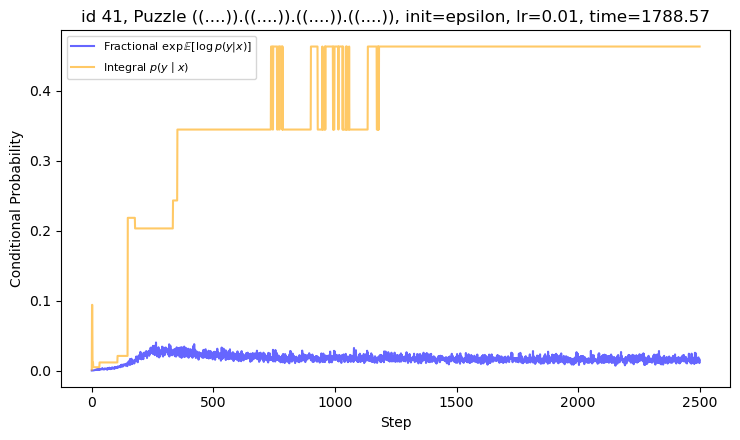 id 41, Puzzle ((....)).((....)).((....)).((....)), init=epsilon, lr=0.01, time=1788.57
Fractional exp𝔼[log p(y|x)]
Integral p(y | x)
Conditional Probability
0.4
0.3
0.2
0.1
0.0
0 500 1000 1500 2000 2500
Step